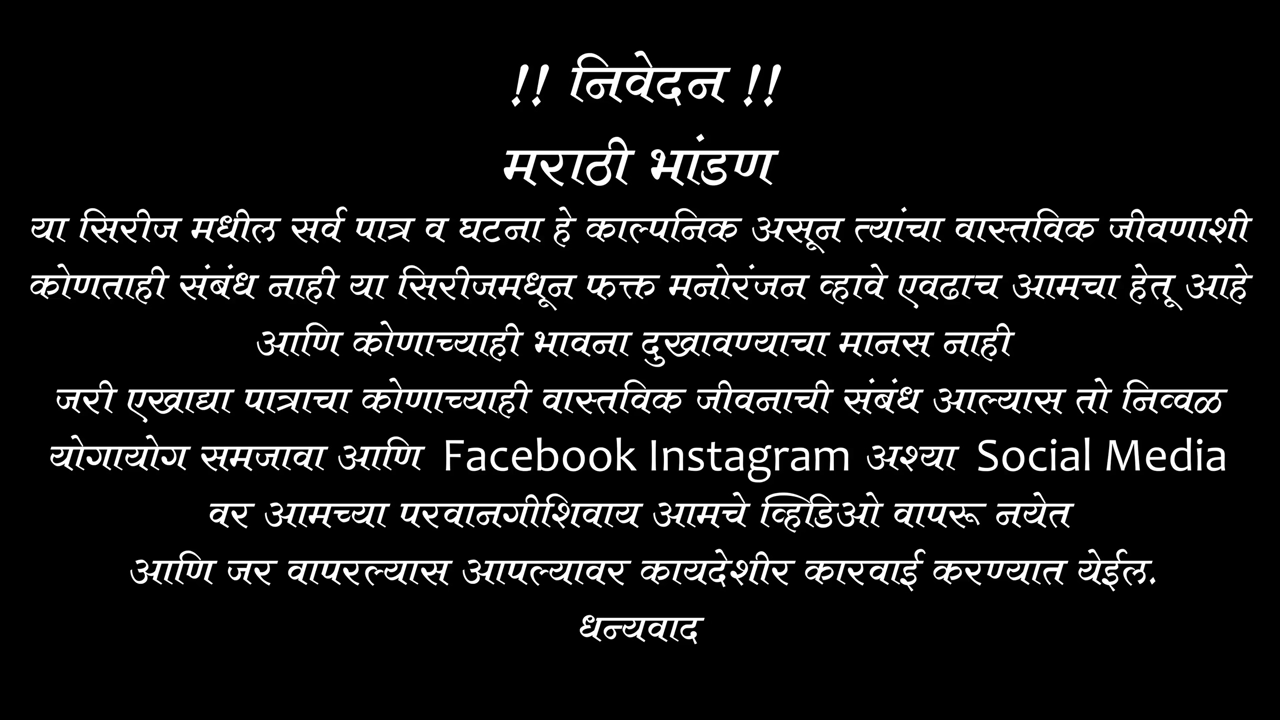 !! निवेदन !!
मराठी भांडण
या सिरीज मधील सर्व पात्र व घटना हे काल्पनिक असून त्यांचा वास्तविक जीवणाशी
कोणताही संबंध नाही या सिरीजमधून फक्त मनोरंजन व्हावे एवढाच आमचा हेतू आहे
आणि कोणाच्याही भावना दुखावण्याचा मानस नाही
जरी एखाद्या पात्राचा कोणाच्याही वास्तविक जीवनाची संबंध आल्यास तो निव्वळ
योगायोग समजावा आणि Facebook Instagram अश्या Social Media
वर आमच्या परवानगीशिवाय आमचे व्हिडिओ वापरू नयेत
आणि जर वापरल्यास आपल्यावर कायदेशीर कारवाई करण्यात येईल.
धन्यवाद